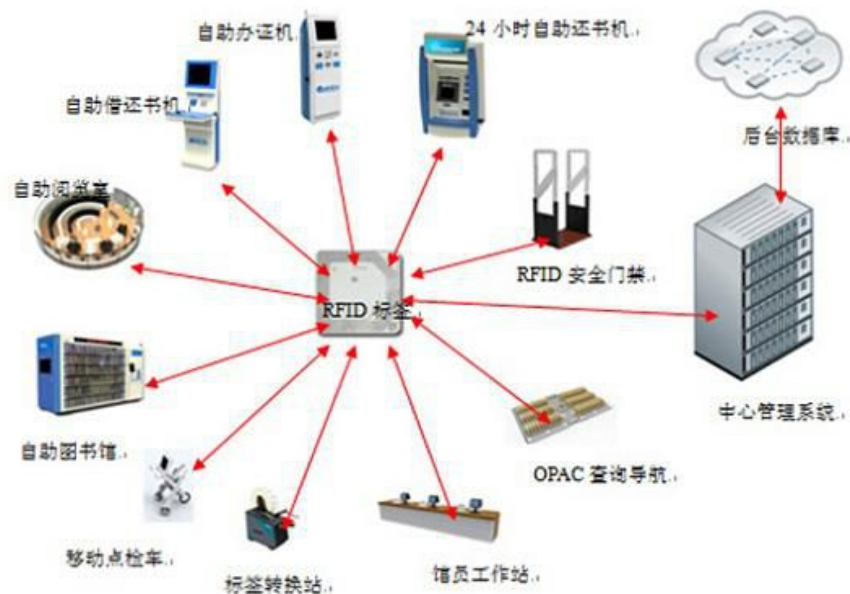 自助办证机.
24 小时自助还书机.
自助借还书机.
后台数据库.
自助阅览室
RFID 安全门禁.
RFID 标签.
中心管理系统.
自助图书馆.
OPAC 查询导航.
移动点检车.
标签转换站.
馆员工作站.